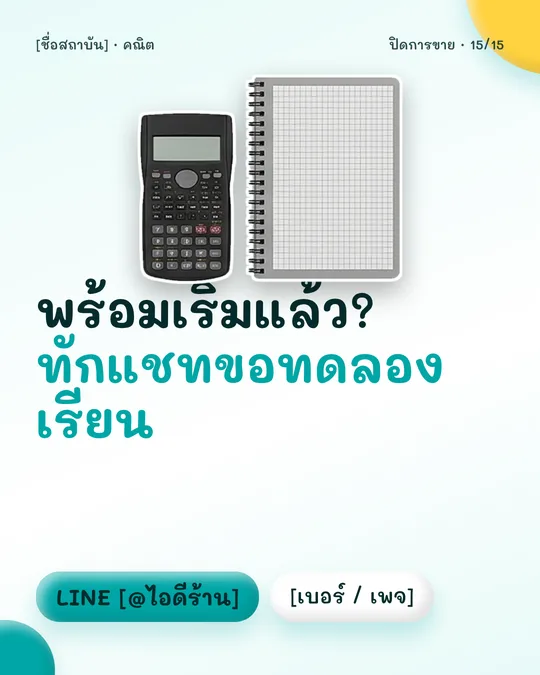 [ชื่อสถาบัน] · คณิต
ปิดการขาย · 15/15
พร้อมเริ่มแล้ว?
ทักแชทขอทดลอง
เรียน
LINE [@ไอดีร้าน]
[เบอร์ / เพจ]